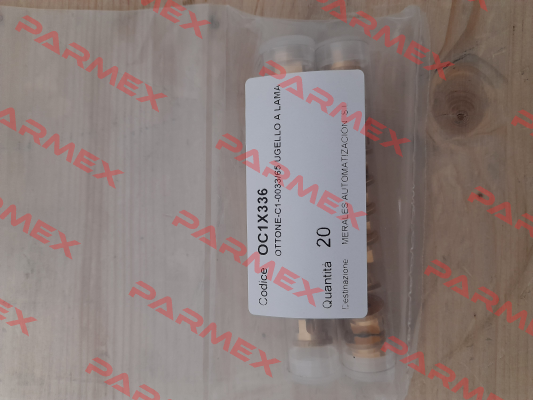 Codice OC1X336
OTTONE-C1-0033/65 UGELLO A LAMA
Quantità 20
Destinazione MERALES AUTOMATIZACION, S.L
PARMEX
PARMEX
PARMEX
PARMEX
PARMEX
PARMEX
PARMEX
PARMEX
PARMEX